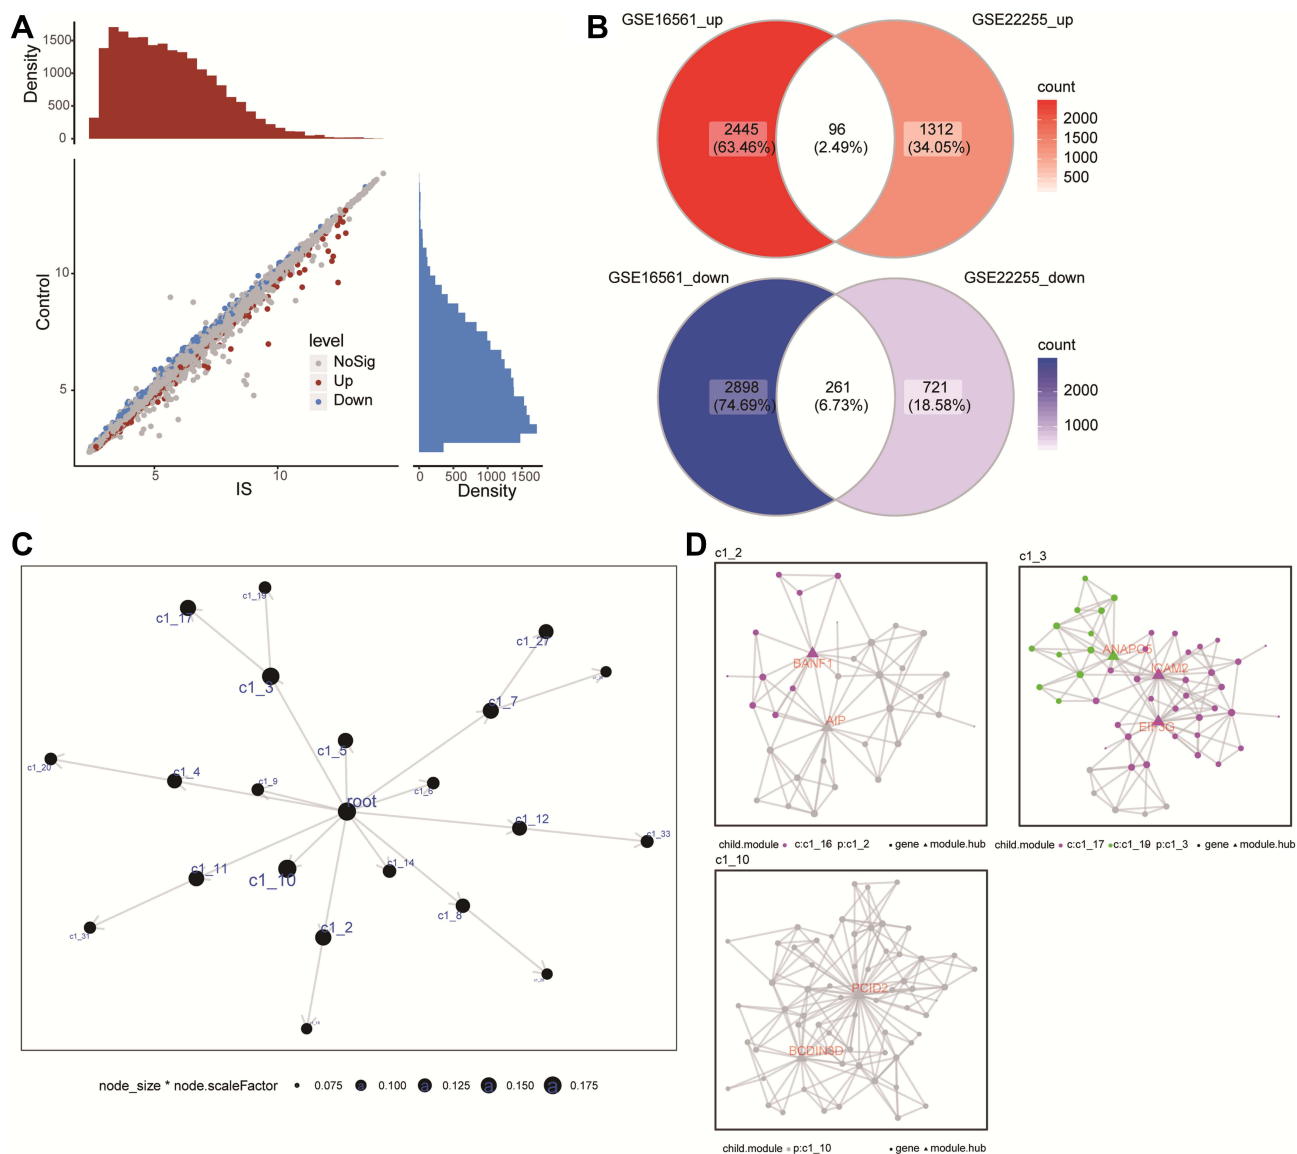 A
Density
1500
1000
500
0
Control
10
5
level
NoSig
Up
Down
5
10
IS
0
500
1000
1500
Density
B
GSE16561_up
GSE22255_up
2445
(63.46%)
96
(2.49%)
1312
(34.05%)
count
2000
1500
1000
500
GSE16561_down
GSE22255_down
2898
(74.69%)
261
(6.73%)
721
(18.58%)
count
2000
1000
C
c1_19
c1_17
c1_27
c1_3
c1_7
c1_5
c1_20
c1_4
c1_9
c1_6
root
c1_12
c1_33
c1_11
c1_10
c1_14
c1_8
c1_31
c1_2
node_size * node.scaleFactor
0.075
a
0.100
a
0.125
a
0.150
a
0.175
D
c1_2
BANF1
AIP
child.module
c:c1_16
p:c1_2
gene
module.hub
c1_3
ANAPC5
ICAM2
EIF3G
child.module
c:c1_17
c:c1_19
p:c1_3
gene
module.hub
c1_10
PCID2
BCDIN3D
child.module
p:c1_10
gene
module.hub